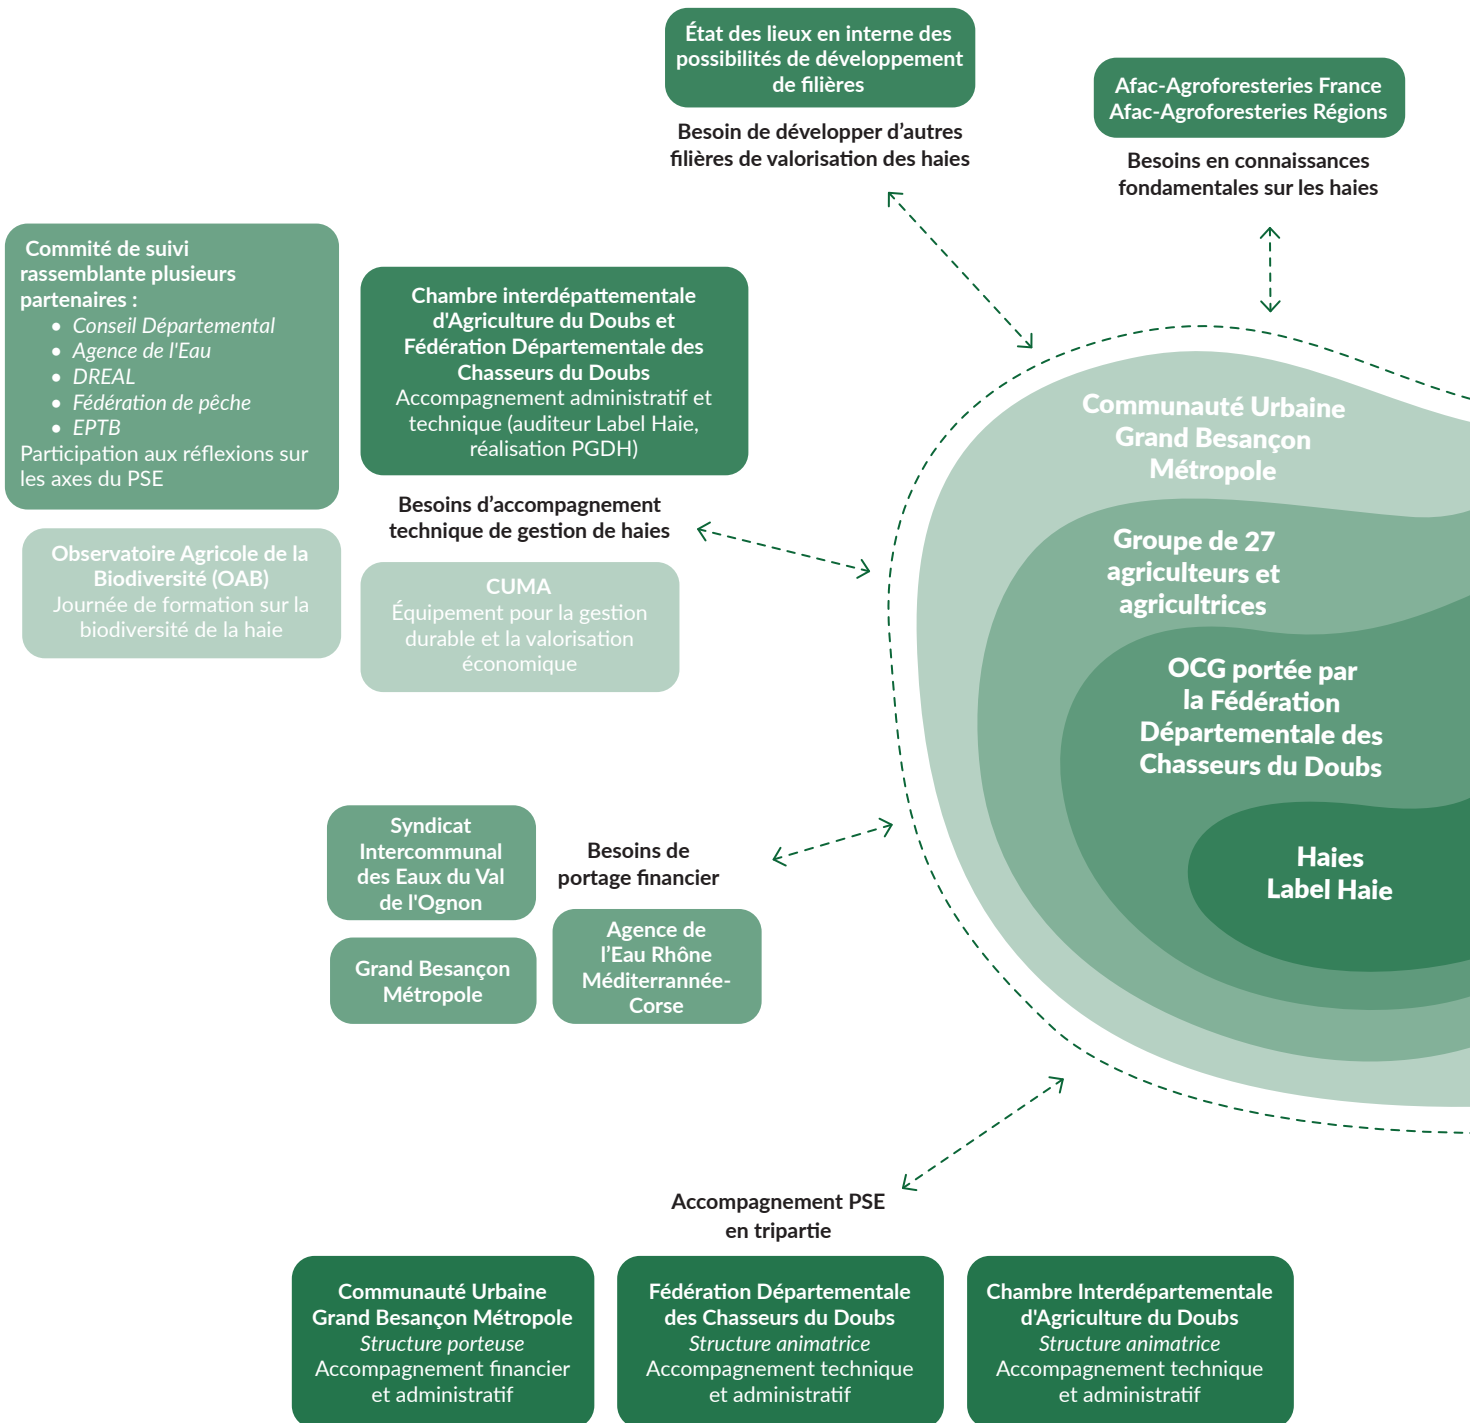 État des lieux en interne des
possibilités de développement
de filières
Besoin de développer d'autres
filières de valorisation des haies
Afac-Agroforesteries France
Afac-Agroforesteries Régions
Besoins en connaissances
fondamentales sur les haies
Commité de suivi
rassemblante plusieurs
partenaires :
• Conseil Départemental
• Agence de l'Eau
• DREAL
• Fédération de pêche
• EPTB
Participation aux réflexions sur
les axes du PSE
Chambre interdépattementale
d'Agriculture du Doubs et
Fédération Départementale des
Chasseurs du Doubs
Accompagnement administratif et
technique (auditeur Label Haie,
réalisation PGDH)
Besoins d'accompagnement
technique de gestion de haies
Observatoire Agricole de la
Biodiversité (OAB)
Journée de formation sur la
biodiversité de la haie
CUMA
Équipement pour la gestion
durable et la valorisation
économique
Communauté Urbaine
Grand Besançon
Métropole
Groupe de 27
agriculteurs et
agricultrices
OCG portée par
la Fédération
Départementale des
Chasseurs du Doubs
Haies
Label Haie
Syndicat
Intercommunal
des Eaux du Val
de l'Ognon
Besoins de
portage financier
Grand Besançon
Métropole
Agence de
l'Eau Rhône
Méditerrannée-
Corse
Accompagnement PSE
en tripartie
Communauté Urbaine
Grand Besançon Métropole
Structure porteuse
Accompagnement financier
et administratif
Fédération Départementale
des Chasseurs du Doubs
Structure animatrice
Accompagnement technique
et administratif
Chambre Interdépartementale
d'Agriculture du Doubs
Structure animatrice
Accompagnement technique
et administratif